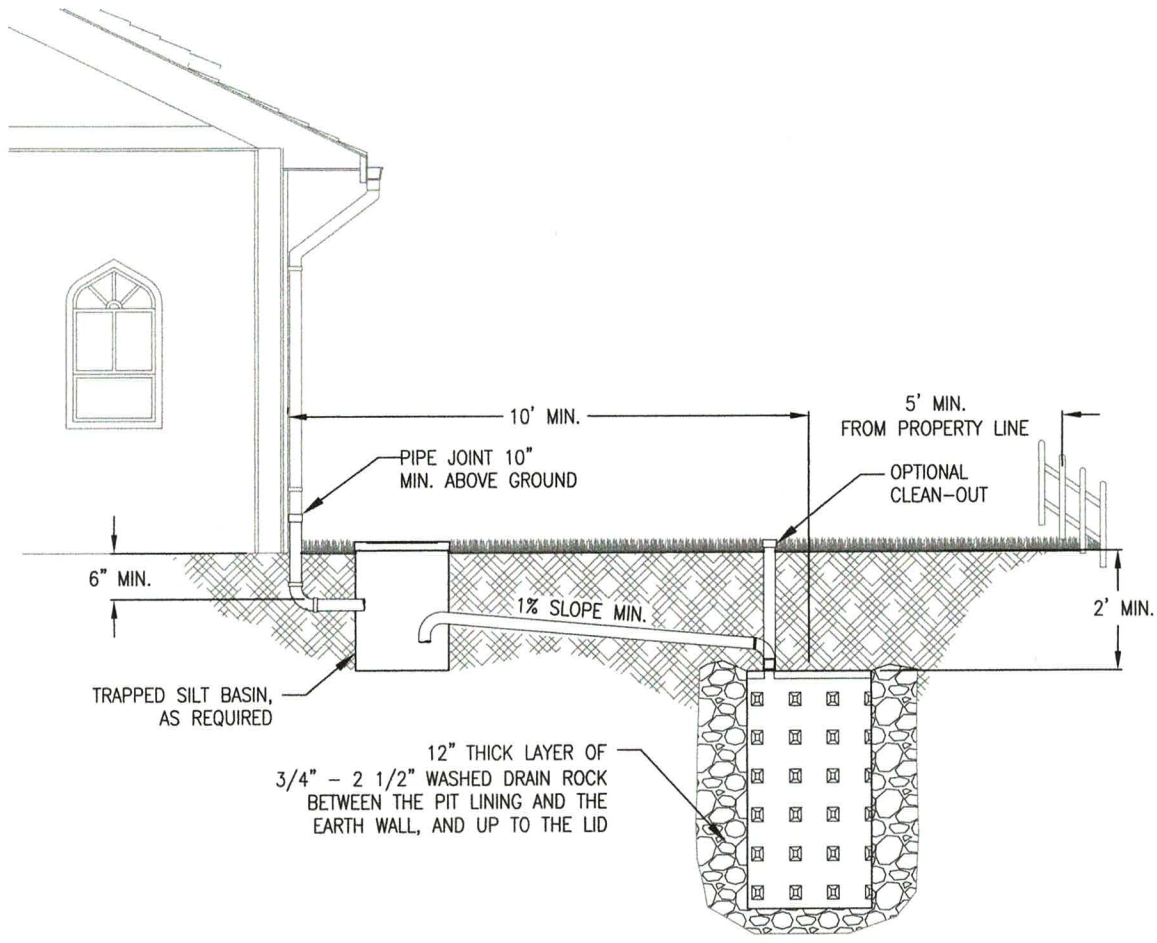 10' MIN.
5' MIN.
FROM PROPERTY LINE
PIPE JOINT 10"
MIN. ABOVE GROUND
OPTIONAL
CLEAN-OUT
6" MIN.
1% SLOPE MIN.
2' MIN.
TRAPPED SILT BASIN,
AS REQUIRED
12" THICK LAYER OF
3/4" - 2 1/2" WASHED DRAIN ROCK
BETWEEN THE PIT LINING AND THE
EARTH WALL, AND UP TO THE LID